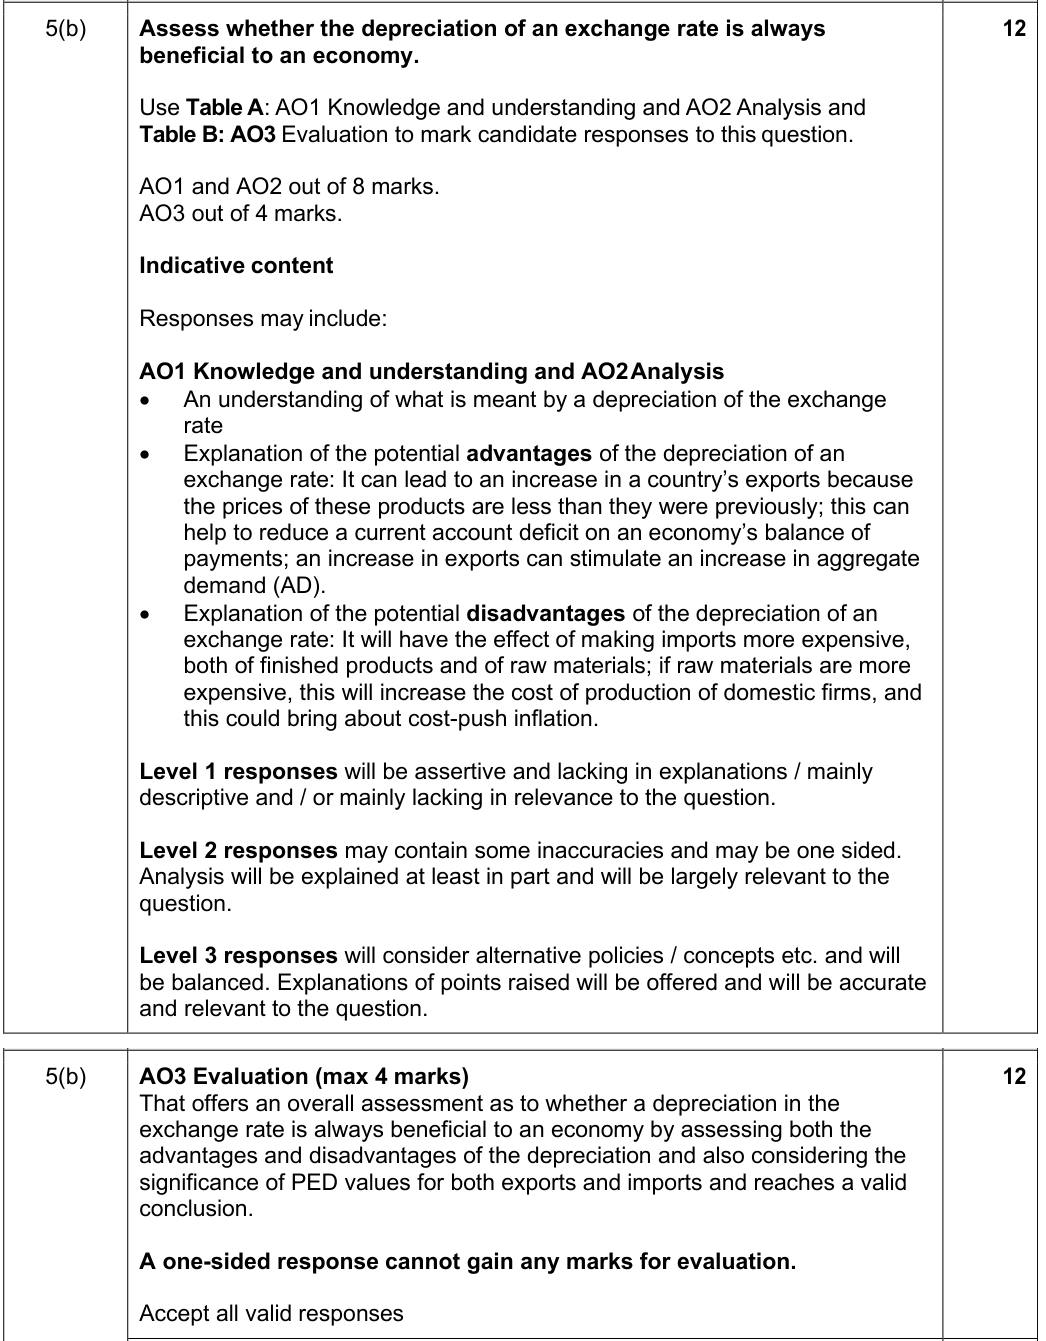 5(b)
Assess whether the depreciation of an exchange rate is always
beneficial to an economy.
12
Use Table A: AO1 Knowledge and understanding and AO2 Analysis and
Table B: AO3 Evaluation to mark candidate responses to this question.
AO1 and AO2 out of 8 marks.
AO3 out of 4 marks.
Indicative content
Responses may include:
AO1 Knowledge and understanding and AO2 Analysis
• An understanding of what is meant by a depreciation of the exchange
rate
• Explanation of the potential advantages of the depreciation of an
exchange rate: It can lead to an increase in a country’s exports because
the prices of these products are less than they were previously; this can
help to reduce a current account deficit on an economy’s balance of
payments; an increase in exports can stimulate an increase in aggregate
demand (AD).
• Explanation of the potential disadvantages of the depreciation of an
exchange rate: It will have the effect of making imports more expensive,
both of finished products and of raw materials; if raw materials are more
expensive, this will increase the cost of production of domestic firms, and
this could bring about cost-push inflation.
Level 1 responses will be assertive and lacking in explanations / mainly
descriptive and / or mainly lacking in relevance to the question.
Level 2 responses may contain some inaccuracies and may be one sided.
Analysis will be explained at least in part and will be largely relevant to the
question.
Level 3 responses will consider alternative policies / concepts etc. and will
be balanced. Explanations of points raised will be offered and will be accurate
and relevant to the question.
5(b)
AO3 Evaluation (max 4 marks)
12
That offers an overall assessment as to whether a depreciation in the
exchange rate is always beneficial to an economy by assessing both the
advantages and disadvantages of the depreciation and also considering the
significance of PED values for both exports and imports and reaches a valid
conclusion.
A one-sided response cannot gain any marks for evaluation.
Accept all valid responses